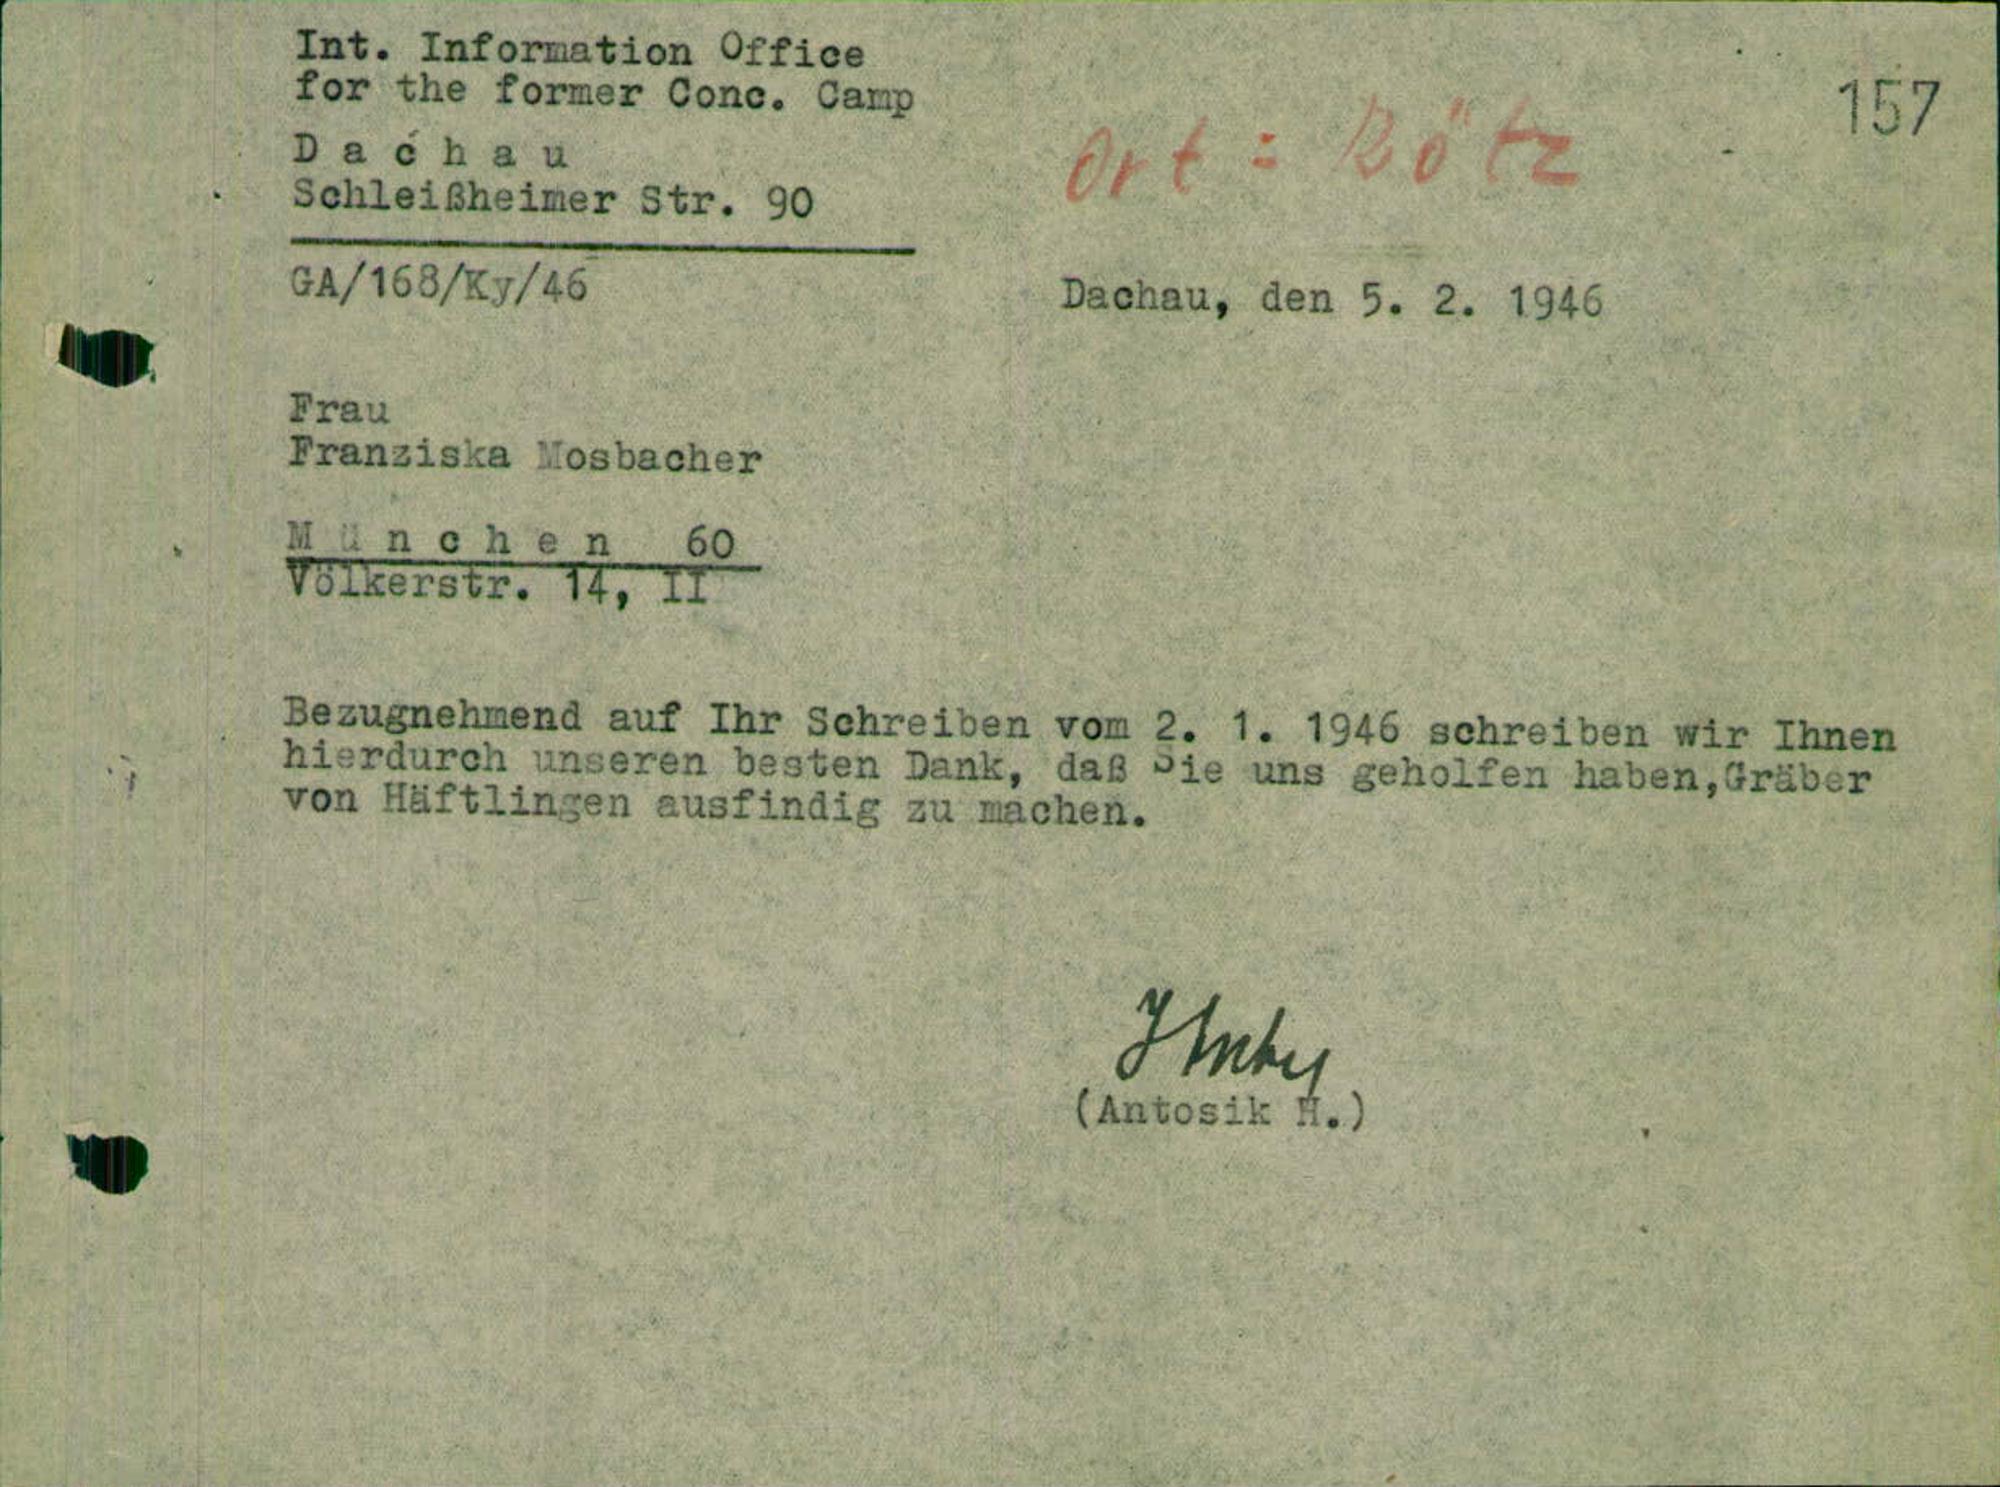 Int. Information Office
for the former Conc. Camp
D a c h a u
Schleißheimer Str. 90
157
Ort = Rötz
GA/168/Ky/46
Dachau, den 5. 2. 1946
Frau
Franziska Mosbacher
M ü n c h e n 60
Völkerstr. 14, II
Bezugnehmend auf Ihr Schreiben vom 2. 1. 1946 schreiben wir Ihnen
hierdurch unseren besten Dank, daß Sie uns geholfen haben,Gräber
von Häftlingen ausfindig zu machen.
(Antosik H.)